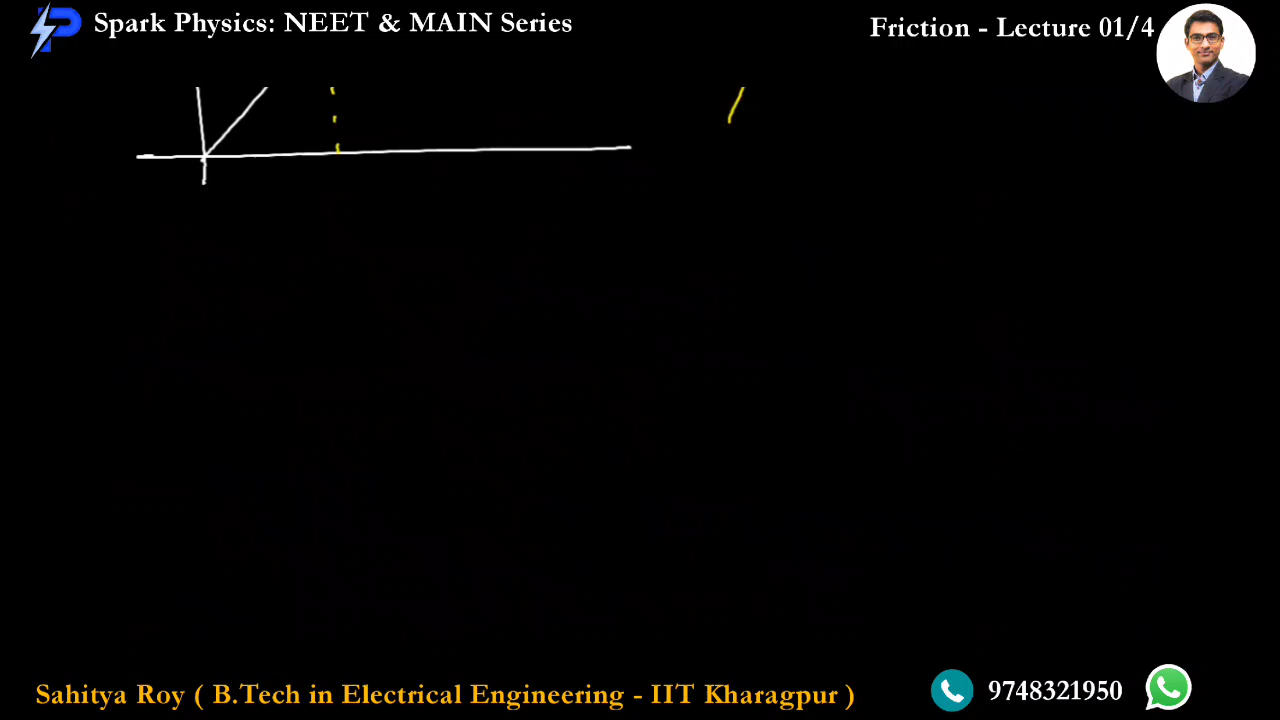 Spark Physics: NEET & MAIN Series
Friction - Lecture 01/4
Sahitya Roy ( B.Tech in Electrical Engineering - IIT Kharagpur )
9748321950